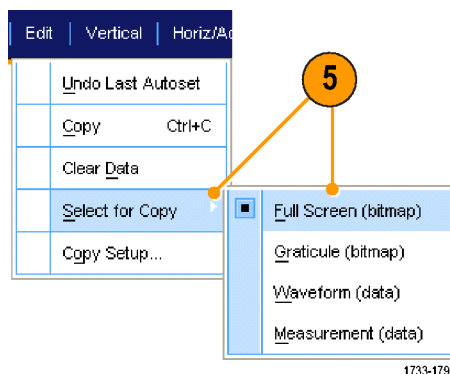 Edit Vertical Horiz/Ac
Undo Last Autoset
5
Copy Ctrl+C
Clear Data
Select for Copy
Full Screen (bitmap)
Copy Setup...
Graticule (bitmap)
Waveform (data)
Measurement (data)
1733-179